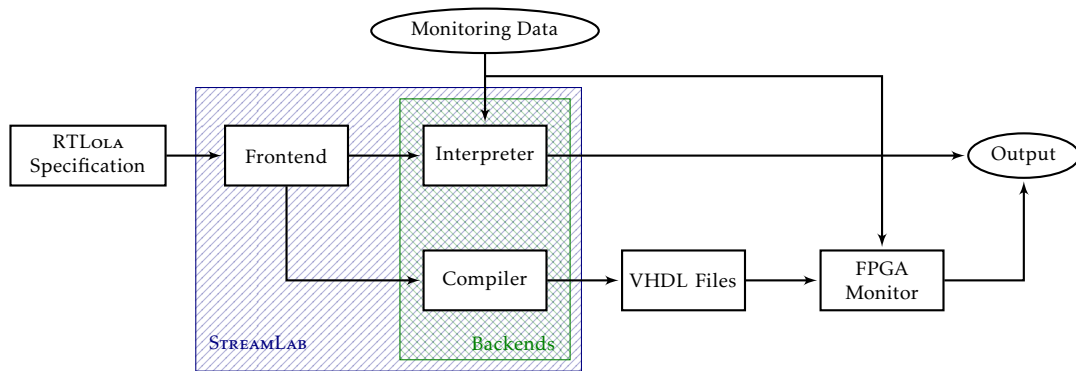 Monitoring Data
RTLola
Specification
Frontend
Interpreter
Output
Compiler
VHDL Files
FPGA
Monitor
StreamLab
Backends